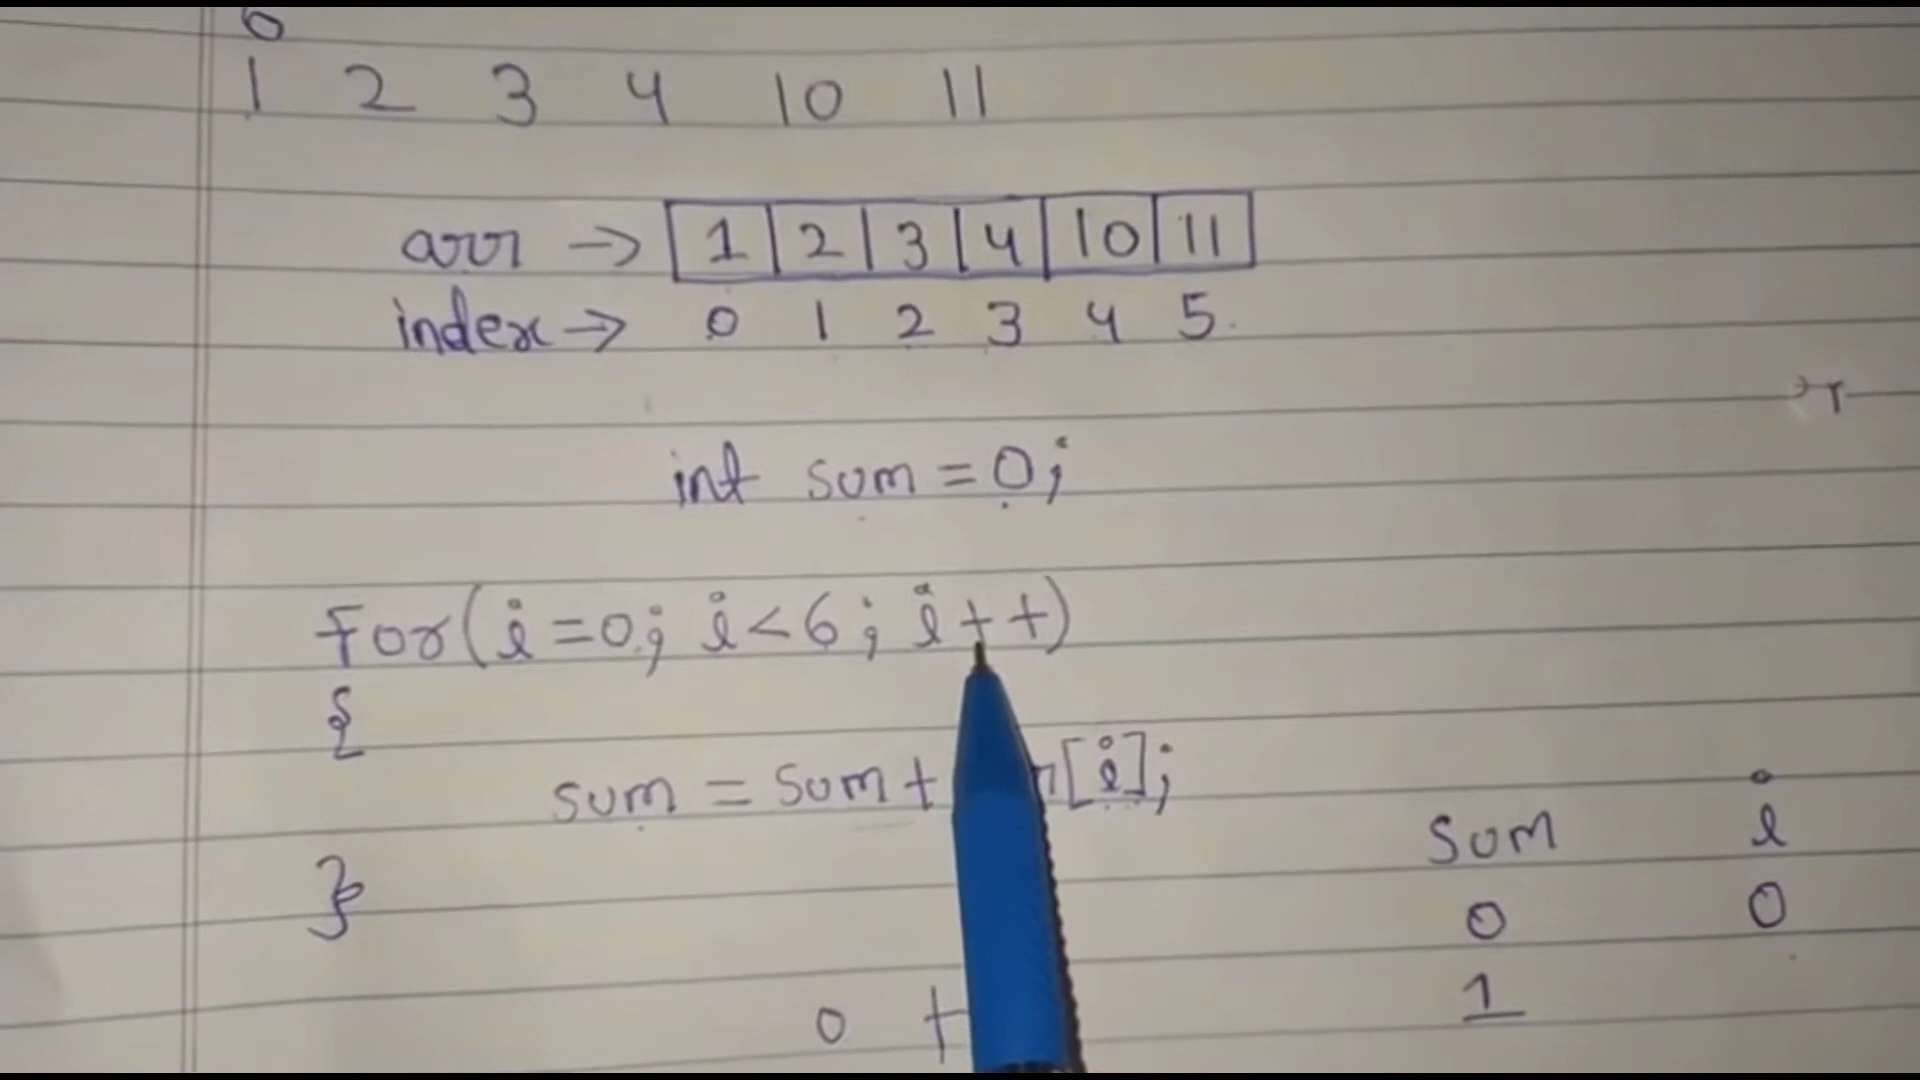 6
1 2 3 4 10 11
arr → 1 2 3 4 10 11
index → 0 1 2 3 4 5
int sum = 0;
For(i=0; i<6; i++)
{
sum = sum + [i];
}
sum i
0 0
0 + 1